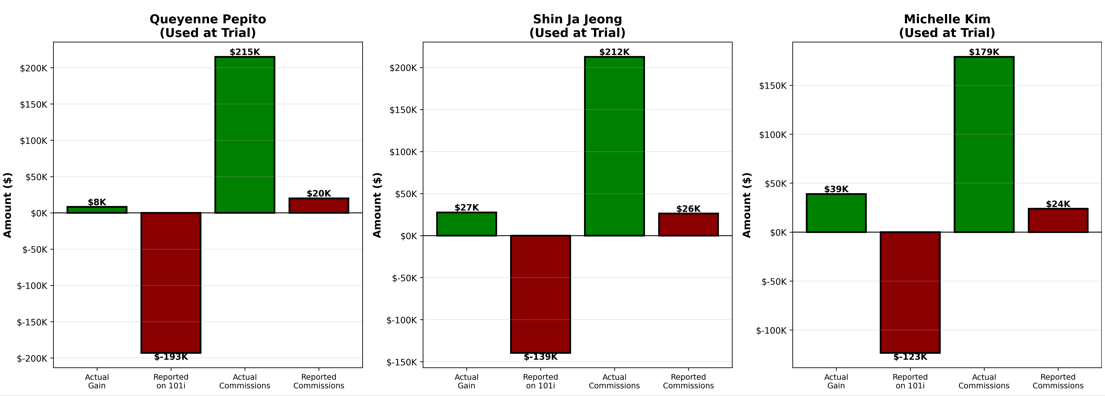 Queyenne Pepito
(Used at Trial)
Amount ($)
$200K
$150K
$100K
$50K
$0K
$-50K
$-100K
$-150K
$-200K
$8K
$-193K
$215K
$20K
Actual
Gain
Reported
on 101i
Actual
Commissions
Reported
Commissions
Shin Ja Jeong
(Used at Trial)
Amount ($)
$200K
$150K
$100K
$50K
$0K
$-50K
$-100K
$-150K
$27K
$-139K
$212K
$26K
Actual
Gain
Reported
on 101i
Actual
Commissions
Reported
Commissions
Michelle Kim
(Used at Trial)
Amount ($)
$150K
$100K
$50K
$0K
$-50K
$-100K
$39K
$-123K
$179K
$24K
Actual
Gain
Reported
on 101i
Actual
Commissions
Reported
Commissions